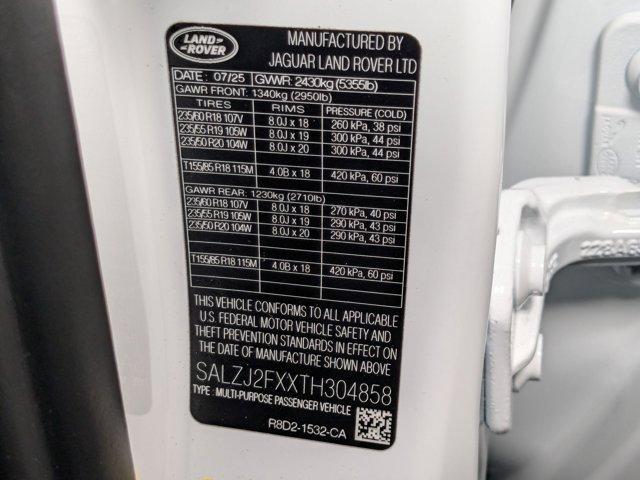 LAND-
-ROVER
MANUFACTURED BY
JAGUAR LAND ROVER LTD
DATE: 07/25 GVWR: 2430kg (5355lb)
GAWR FRONT: 1340kg (2950lb)
TIRES RIMS PRESSURE (COLD)
235/60 R18 107V 8.0J x 18 260 kPa, 38 psi
235/55 R19 105W 8.0J x 19 300 kPa, 44 psi
235/50 R20 104W 8.0J x 20 300 kPa, 44 psi
T155/85 R18 115M 4.0B x 18 420 kPa, 60 psi
GAWR REAR: 1230kg (2710lb)
235/60 R18 107V 8.0J x 18 270 kPa, 40 psi
235/55 R19 105W 8.0J x 19 290 kPa, 43 psi
235/50 R20 104W 8.0J x 20 290 kPa, 43 psi
T155/85 R18 115M 4.0B x 18 420 kPa, 60 psi
THIS VEHICLE CONFORMS TO ALL APPLICABLE
U.S. FEDERAL MOTOR VEHICLE SAFETY AND
THEFT PREVENTION STANDARDS IN EFFECT ON
THE DATE OF MANUFACTURE SHOWN ABOVE
SALZJ2FXXTH304858
TYPE: MULTI-PURPOSE PASSENGER VEHICLE
R8D2-1532-CA